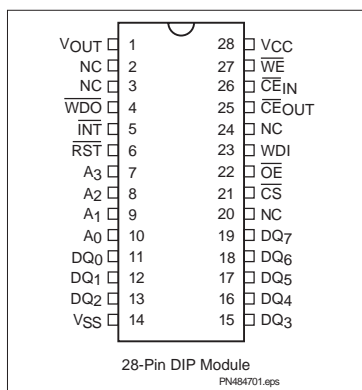 VOUT 1 28 VCC
NC 2 27 WE
NC 3 26 CEIN
WDO 4 25 CEOUT
INT 5 24 NC
RST 6 23 WDI
A3 7 22 OE
A2 8 21 CS
A1 9 20 NC
A0 10 19 DQ7
DQ0 11 18 DQ6
DQ1 12 17 DQ5
DQ2 13 16 DQ4
VSS 14 15 DQ3
28-Pin DIP Module
PN484701.eps